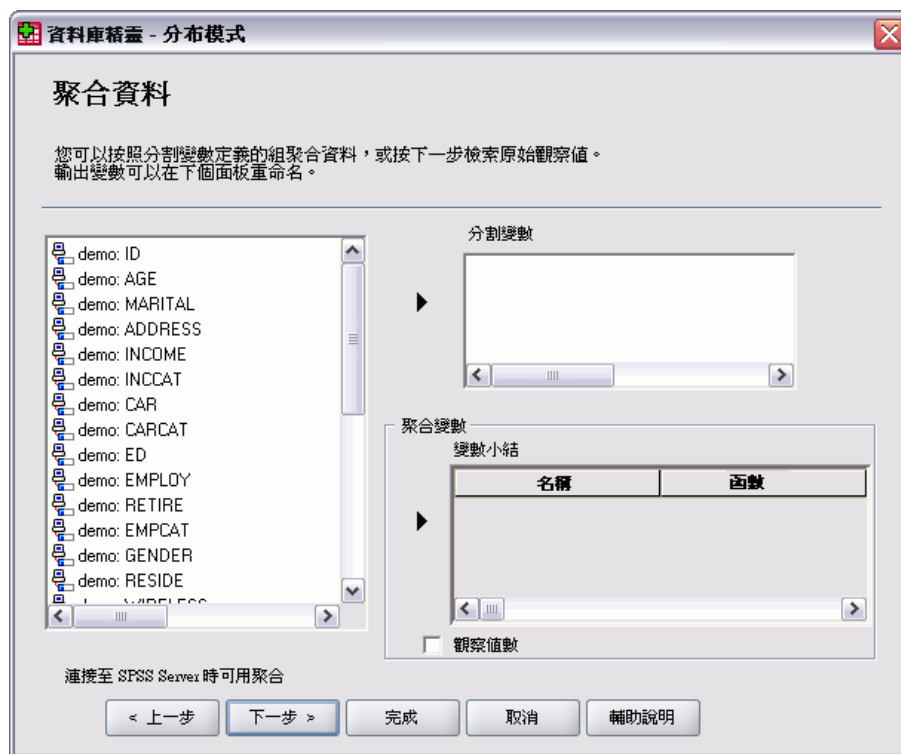 資料庫精靈 - 分布模式
聚合資料
您可以按照分割變數定義的組聚合資料，或按下一步檢索原始觀察值。
輸出變數可以在下個面板重命名。
demo: ID
demo: AGE
demo: MARITAL
demo: ADDRESS
demo: INCOME
demo: INCCAT
demo: CAR
demo: CARCAT
demo: ED
demo: EMPLOY
demo: RETIRE
demo: EMPCAT
demo: GENDER
demo: RESIDE
分割變數
聚合變數
變數小結
名稱 函數
觀察值數
連接至 SPSS Server 時可用聚合
< 上一步 下一步 > 完成 取消 輔助說明